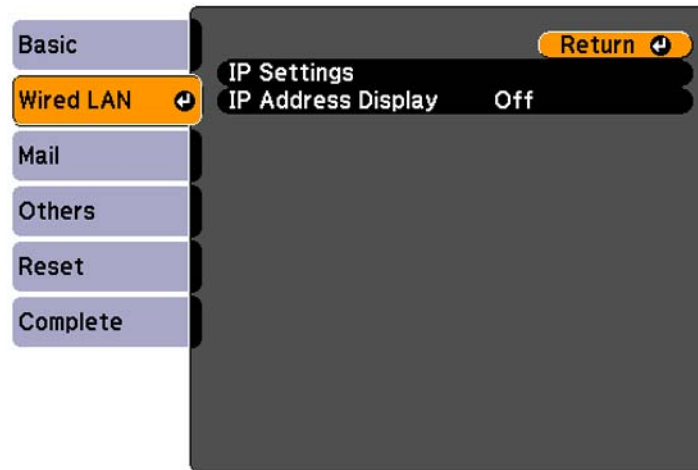 Basic
Wired LAN
Mail
Others
Reset
Complete
Return
IP Settings
IP Address Display Off